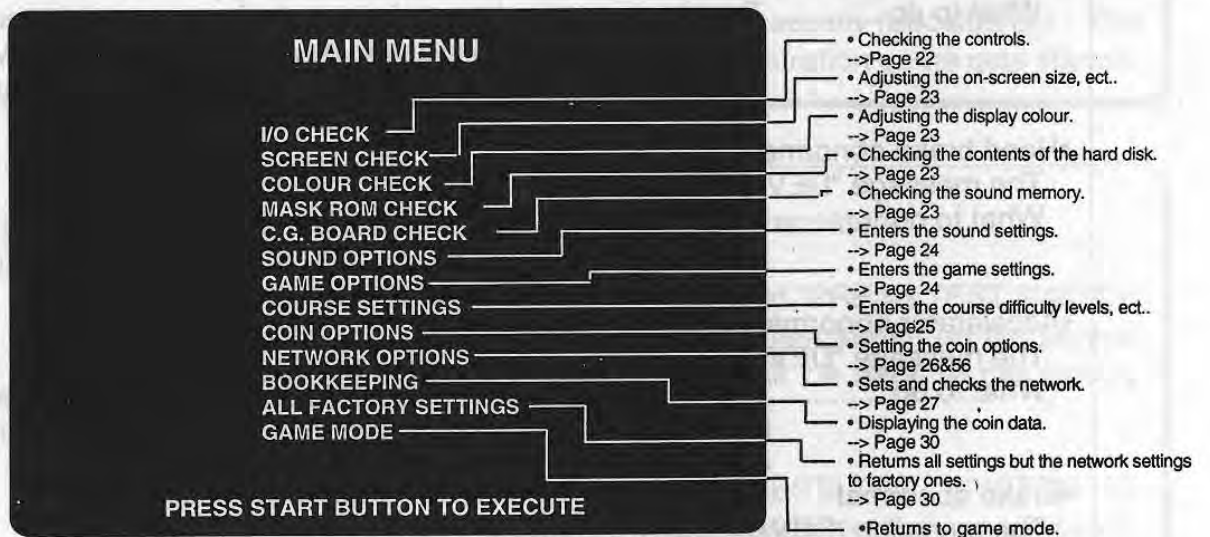 MAIN MENU
I/O CHECK
SCREEN CHECK
COLOUR CHECK
MASK ROM CHECK
C.G. BOARD CHECK
SOUND OPTIONS
GAME OPTIONS
COURSE SETTINGS
COIN OPTIONS
NETWORK OPTIONS
BOOKKEEPING
ALL FACTORY SETTINGS
GAME MODE
PRESS START BUTTON TO EXECUTE
• Checking the controls.
-->Page 22
• Adjusting the on-screen size, ect..
--> Page 23
• Adjusting the display colour.
--> Page 23
• Checking the contents of the hard disk.
--> Page 23
• Checking the sound memory.
--> Page 23
• Enters the sound settings.
--> Page 24
• Enters the game settings.
--> Page 24
• Enters the course difficulty levels, ect..
--> Page25
• Setting the coin options.
--> Page 26&56
• Sets and checks the network.
--> Page 27
• Displaying the coin data.
--> Page 30
• Returns all settings but the network settings
to factory ones.
--> Page 30
•Returns to game mode.